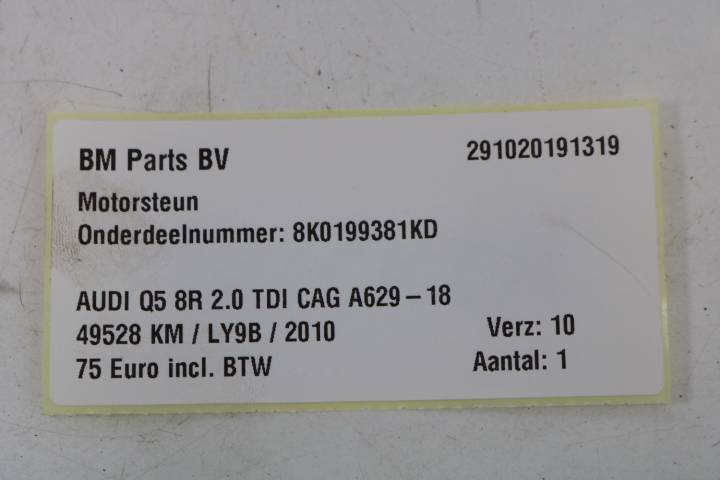 BM Parts BV 291020191319
Motorsteun
Onderdeelnummer: 8K0199381KD
AUDI Q5 8R 2.0 TDI CAG A629-18
49528 KM / LY9B / 2010 Verz: 10
75 Euro incl. BTW Aantal: 1